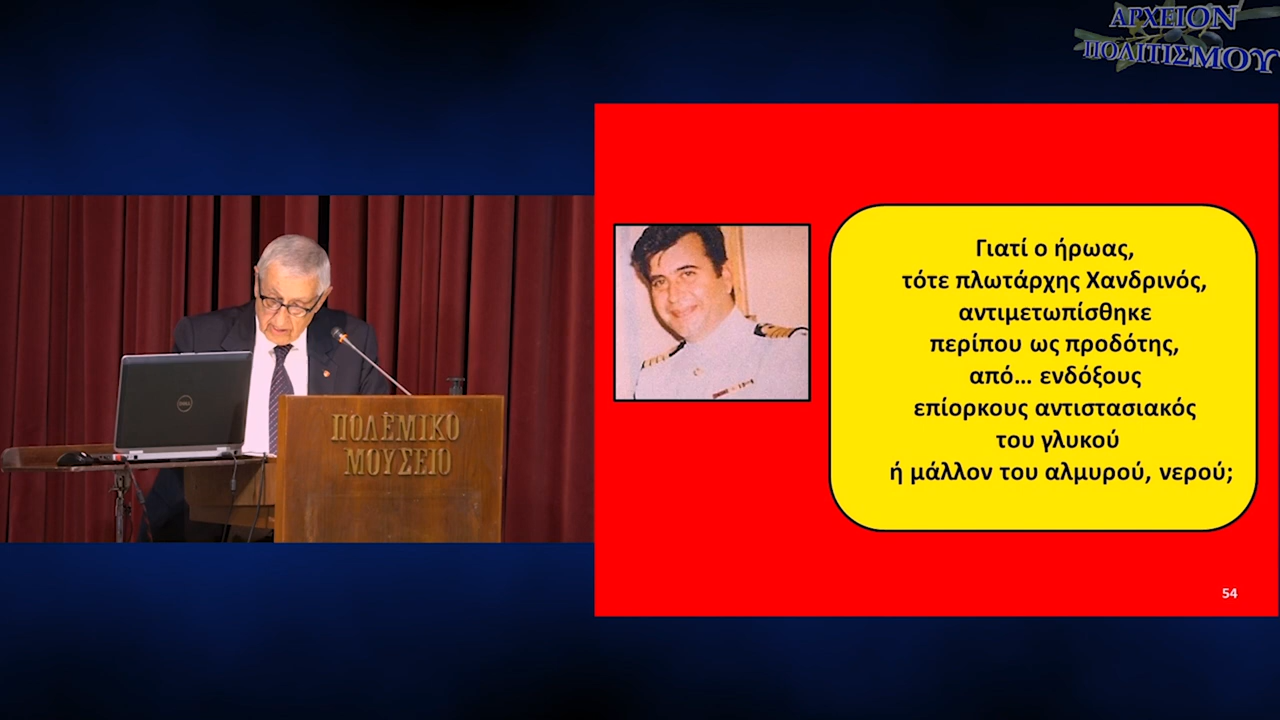 ΑΡΧΕΙΟΝ
ΠΟΛΙΤΙΣΜΟΥ
Γιατί ο ήρωας,
τότε πλωτάρχης Χανδρινός,
αντιμετωπίσθηκε
περίπου ως προδότης,
από... ενδόξους
επίορκους αντιστασιακός
του γλυκού
ή μάλλον του αλμυρού, νερού;
54
ΠΟΛΕΜΙΚΟ
ΜΟΥΣΕΙΟ
DELL